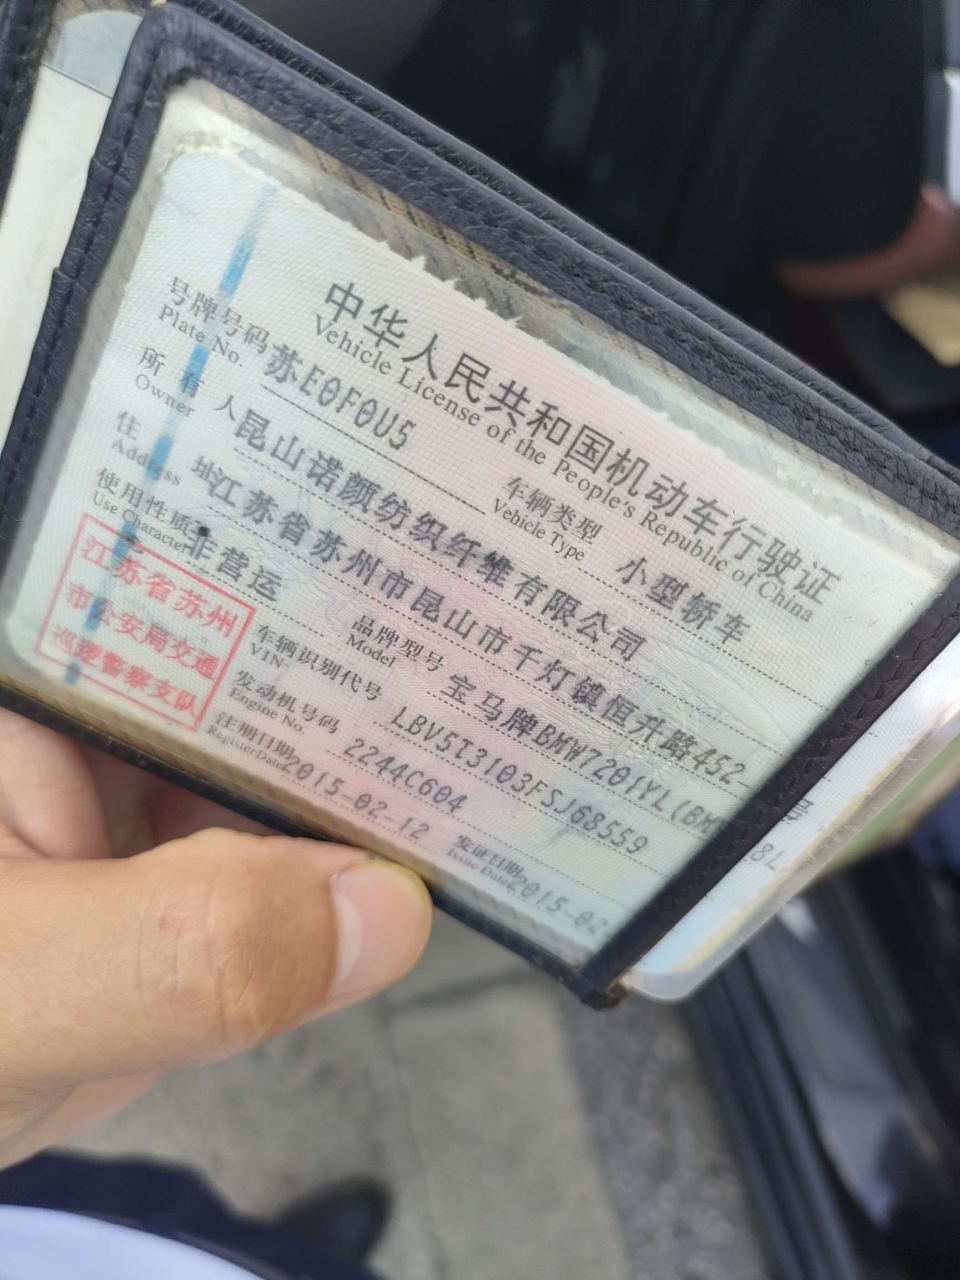 中华人民共和国机动车行驶证
Vehicle License of the People's Republic of China
号牌号码 苏E0F0U5 车辆类型 小型轿车
Plate No. Vehicle Type
所有人 昆山诺颜纺织纤维有限公司
Owner
住址 江苏省苏州市昆山市千灯镇恒升路452号
Address
使用性质 非营运 品牌型号 宝马牌BMW7201YL(BM
Use Character Model
8L
江苏省苏州
市公安局交通
巡逻警察支队
车辆识别代号 LBV5T3103FSJ68559
VIN
发动机号码 2244C604
Engine No.
注册日期 2015-02-12 发证日期 2015-02
Register Date Issue Date